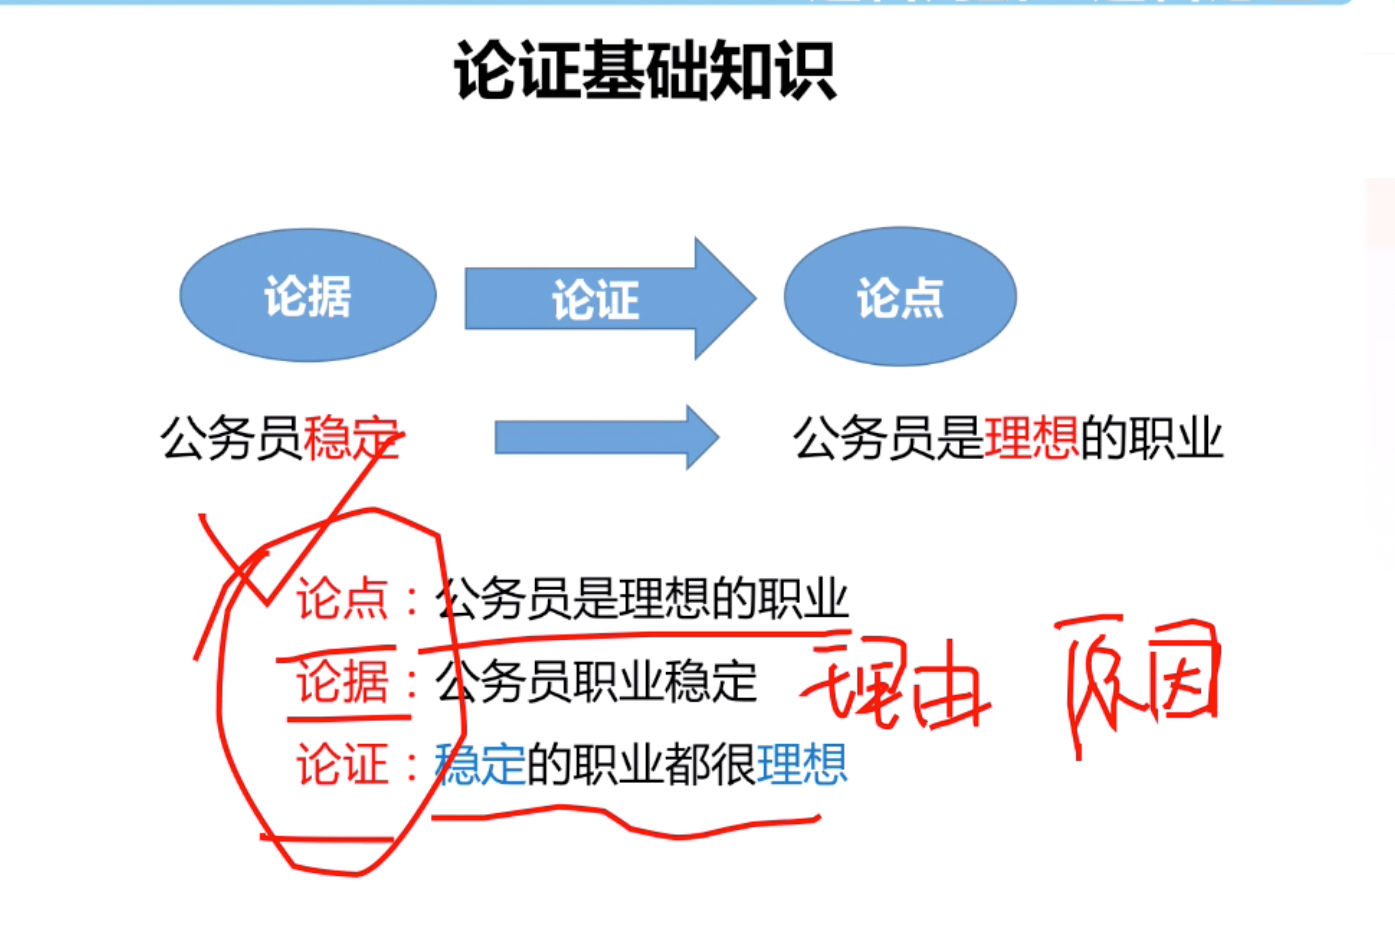 论证基础知识
论据 论证 论点
公务员稳定 公务员是理想的职业
论点：公务员是理想的职业
论据：公务员职业稳定 理由 原因
论证：稳定的职业都很理想